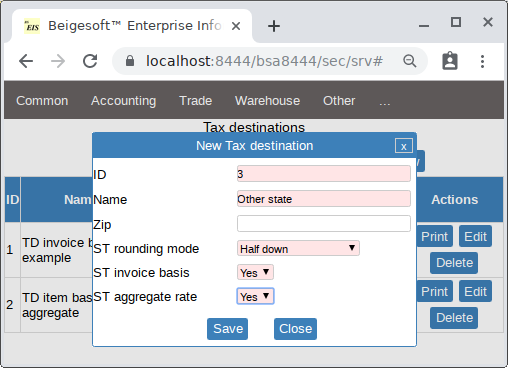 EIS Beigesoft™ Enterprise Info
localhost:8444/bsa8444/sec/srv#
Common Accounting Trade Warehouse Other ...
Tax destinations
New Tax destination x
ID 3
Name Other state
Zip
ST rounding mode Half down
ST invoice basis Yes
ST aggregate rate Yes
Save Close
ID Nam Actions
1 TD invoice b
example
Print Edit
Delete
2 TD item bas
aggregate
Print Edit
Delete